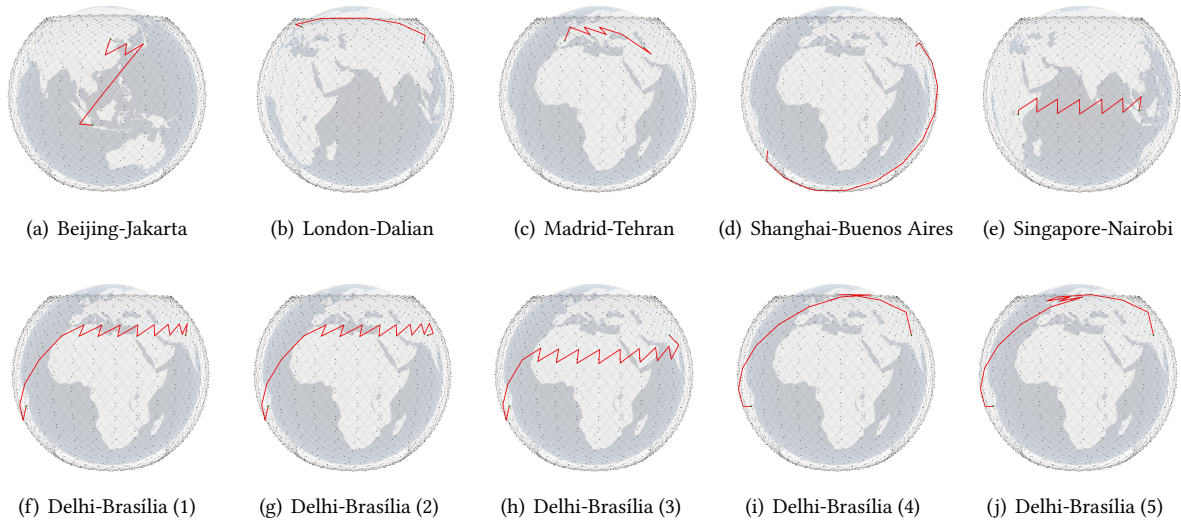 (a) Beijing-Jakarta
(b) London-Dalian
(c) Madrid-Tehran
(d) Shanghai-Buenos Aires
(e) Singapore-Nairobi
(f) Delhi-Brasília (1)
(g) Delhi-Brasília (2)
(h) Delhi-Brasília (3)
(i) Delhi-Brasília (4)
(j) Delhi-Brasília (5)